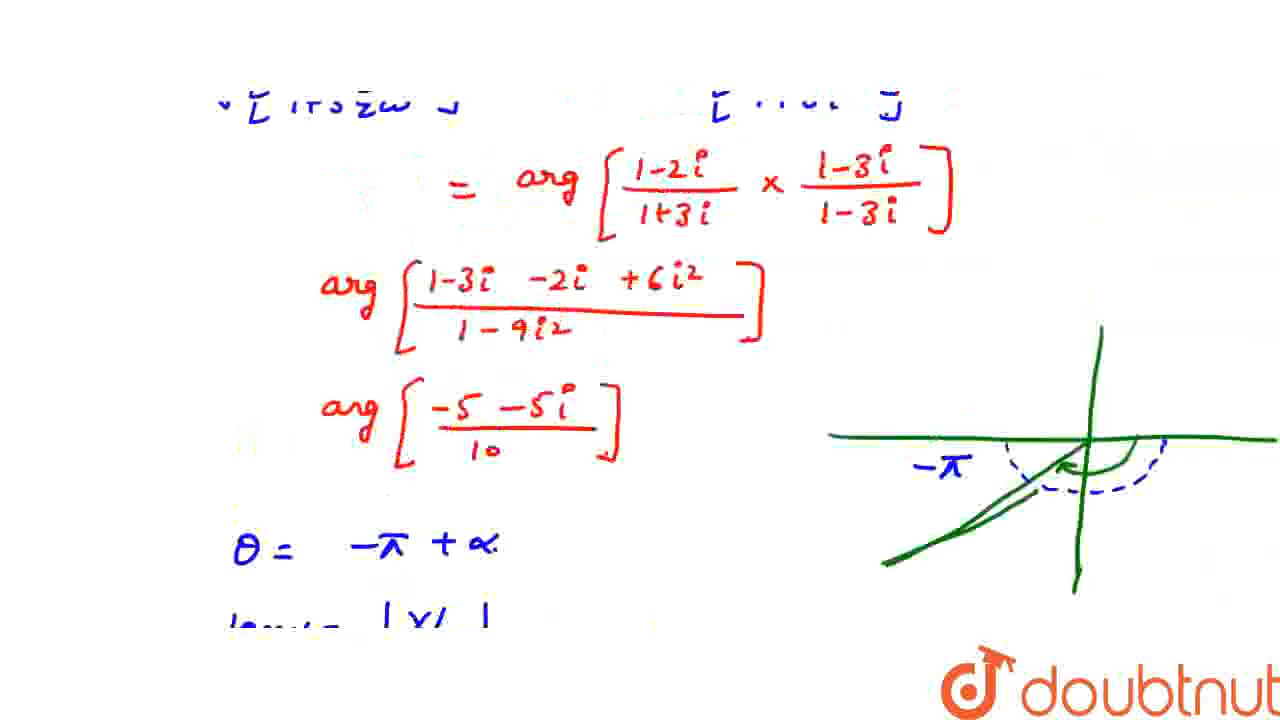 = arg [ 1-2i / 1+3i × 1-3i / 1-3i ]
arg [ 1-3i -2i +6i² / 1-9i² ]
arg [ -5 -5i / 10 ]
-π
θ = -π + α
doubtnut